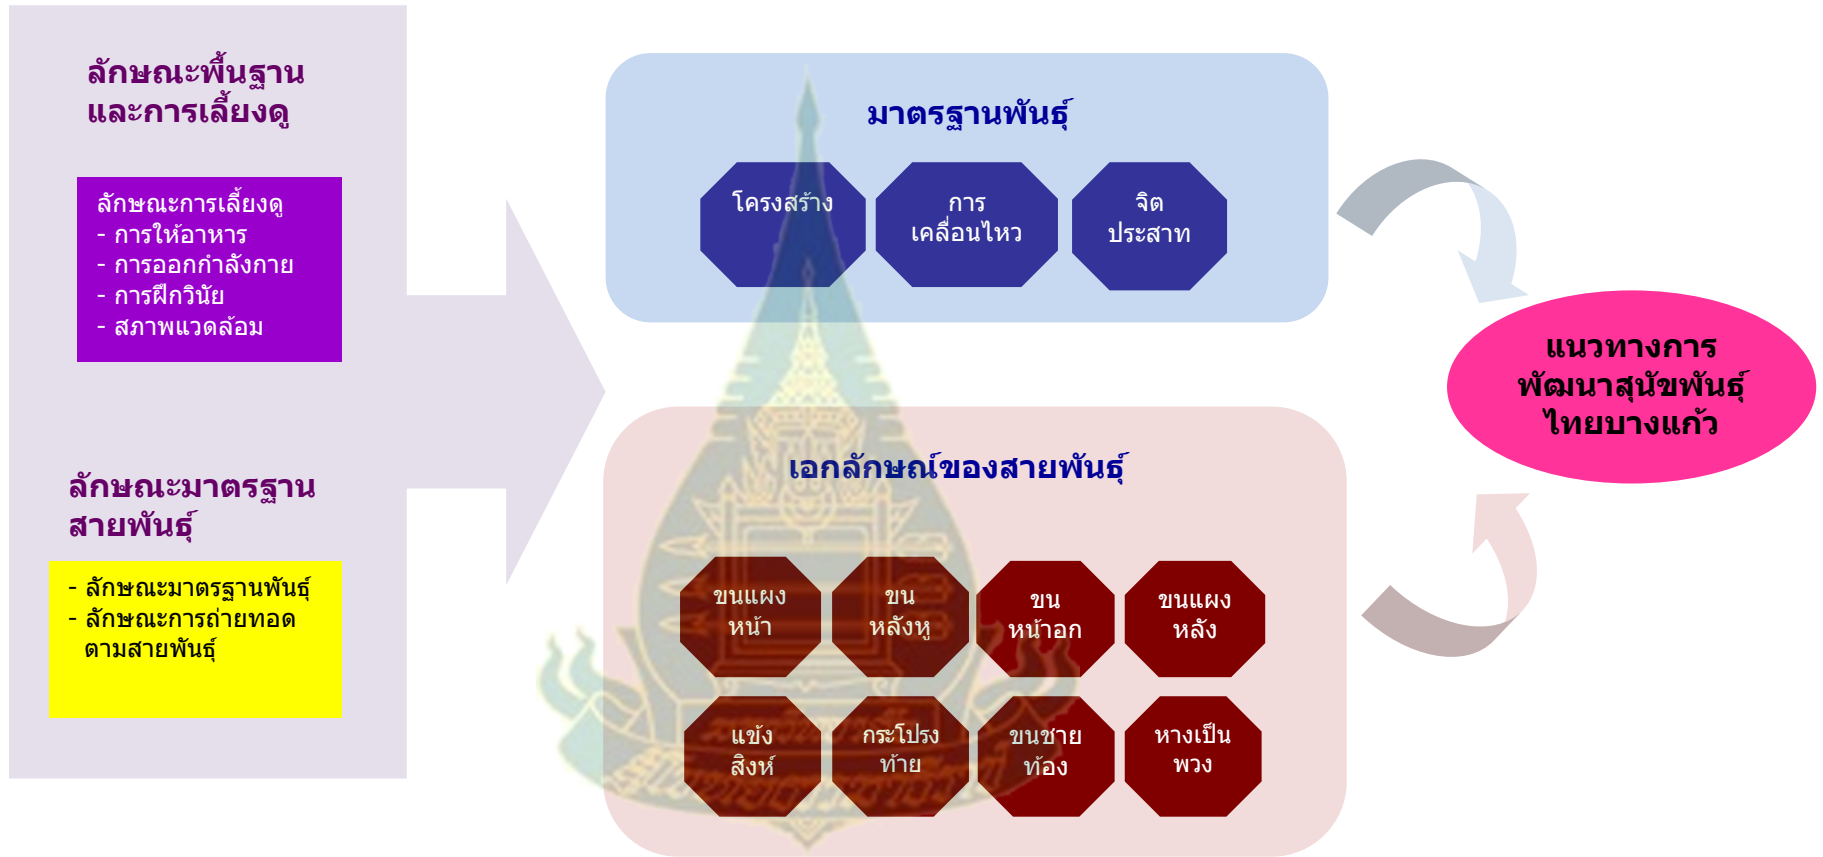 ลักษณะพื้นฐาน
และการเลี้ยงดู
ลักษณะการเลี้ยงดู
- การให้อาหาร
- การออกกำลังกาย
- การฝึกวินัย
- สภาพแวดล้อม
ลักษณะมาตรฐาน
สายพันธุ์
- ลักษณะมาตรฐานพันธุ์
- ลักษณะการถ่ายทอด
ตามสายพันธุ์
มาตรฐานพันธุ์
โครงสร้าง
การ
เคลื่อนไหว
จิต
ประสาท
เอกลักษณ์ของสายพันธุ์
ขนแผง
หน้า
ขน
หลังหู
ขน
หน้าอก
ขนแผง
หลัง
แข้ง
สิงห์
กระโปรง
ท้าย
ขนชาย
ท้อง
หางเป็น
พวง
แนวทางการ
พัฒนาสุนัขพันธุ์
ไทยบางแก้ว